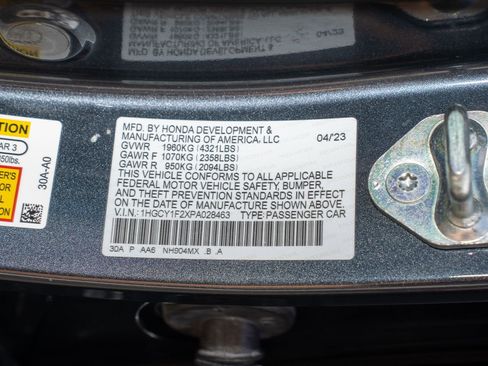 MFD. BY HONDA DEVELOPMENT &
MANUFACTURING OF AMERICA, LLC 04/23
GVWR 1960KG (4321LBS)
GAWR F 1070KG (2358LBS)
GAWR R 950KG (2094LBS)
THIS VEHICLE CONFORMS TO ALL APPLICABLE
FEDERAL MOTOR VEHICLE SAFETY, BUMPER,
AND THEFT PREVENTION STANDARDS IN EFFECT
ON THE DATE OF MANUFACTURE SHOWN ABOVE.
V.I.N.: 1HGCY1F2XPA028463 TYPE: PASSENGER CAR
30A P AA6 NH904MX .B .A
30A-A0